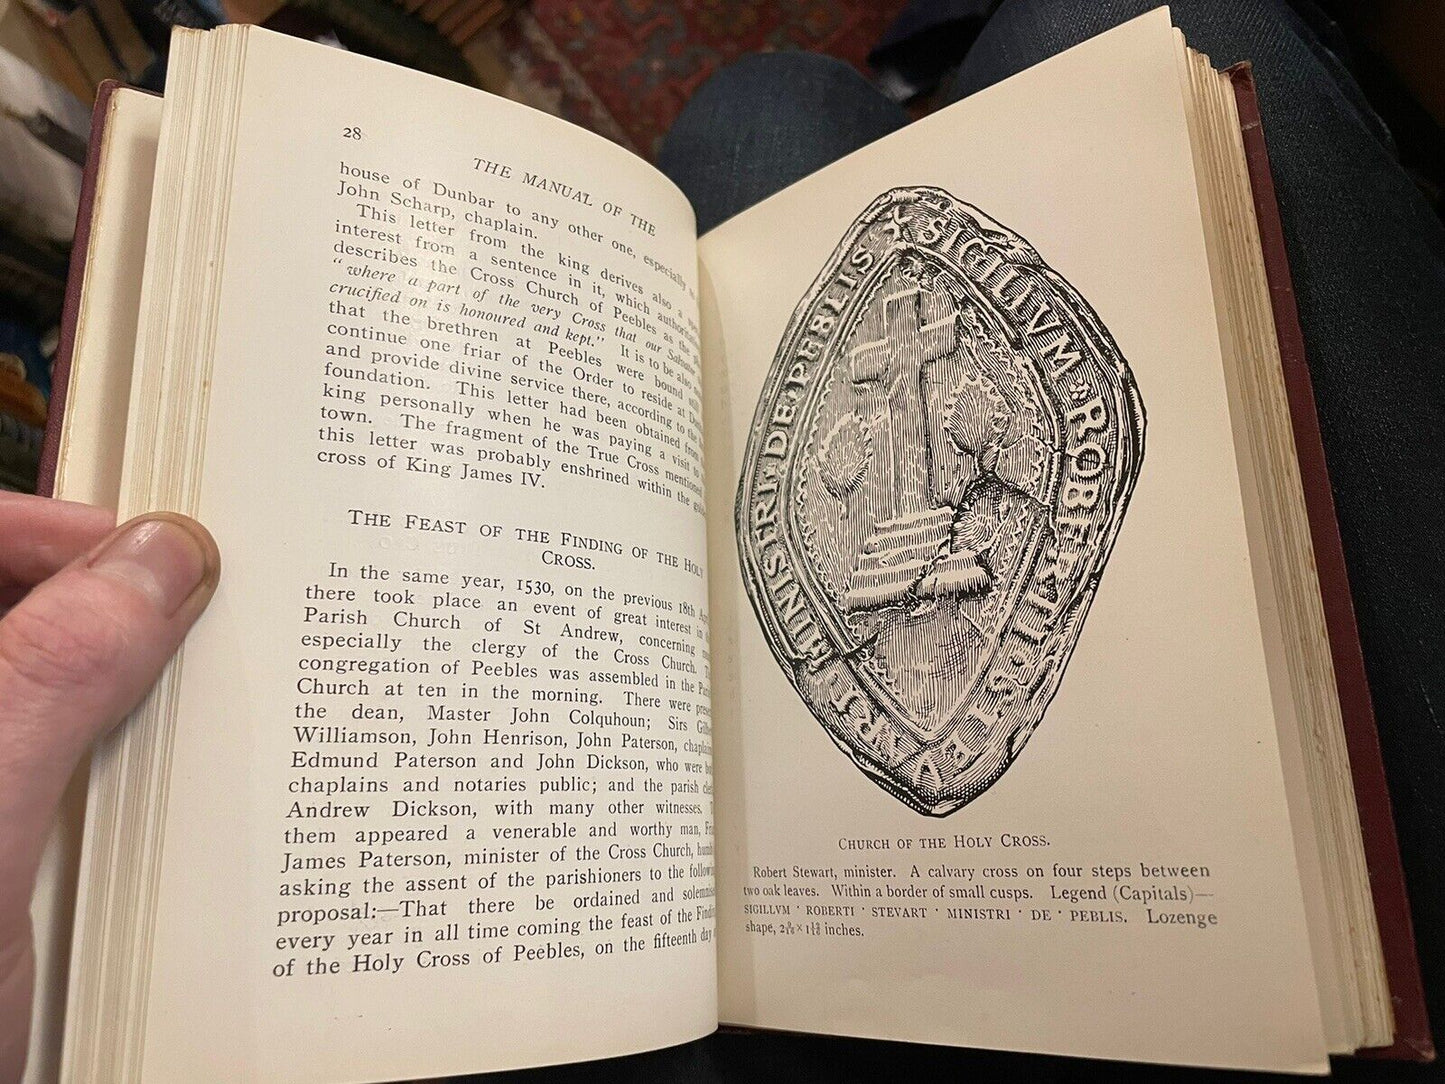 28
THE MANUAL OF THE
house of Dunbar to any other one, especially to
John Scharp, chaplain.
This letter from the king derives also a
interest from a sentence in it, which
describes the Cross Church of Peebles as the
"where a part of the very Cross that our
crucified on is honoured and kept." It is to be also
that the brethren at Peebles were bound
continue one friar of the Order to reside at
and provide divine service there, according to the
foundation. This letter had been obtained from
king personally when he was paying a visit to
town. The fragment of the True Cross mentioned
this letter was probably enshrined within the
cross of King James IV.
THE FEAST OF THE FINDING OF THE HOLY
CROSS.
In the same year, 1530, on the previous 18th
there took place an event of great interest in
Parish Church of St Andrew, concerning
especially the clergy of the Cross Church.
congregation of Peebles was assembled in the
Church at ten in the morning. There were
the dean, Master John Colquhoun; Sirs
Williamson, John Henrison, John Paterson,
Edmund Paterson and John Dickson, who were
chaplains and notaries public; and the parish
Andrew Dickson, with many other witnesses.
them appeared a venerable and worthy man,
James Paterson, minister of the Cross Church,
asking the assent of the parishioners to the
proposal:—That there be ordained and
every year in all time coming the feast of the
of the Holy Cross of Peebles, on the fifteenth day
SIGILLVM ROBERTI STEVART MINISTRI DE PEBLIS
CHURCH OF THE HOLY CROSS.
Robert Stewart, minister. A calvary cross on four steps between
two oak leaves. Within a border of small cusps. Legend (Capitals)—
SIGILLVM · ROBERTI · STEVART · MINISTRI · DE · PEBLIS. Lozenge
shape, 2 9/16 × 1 13/16 inches.